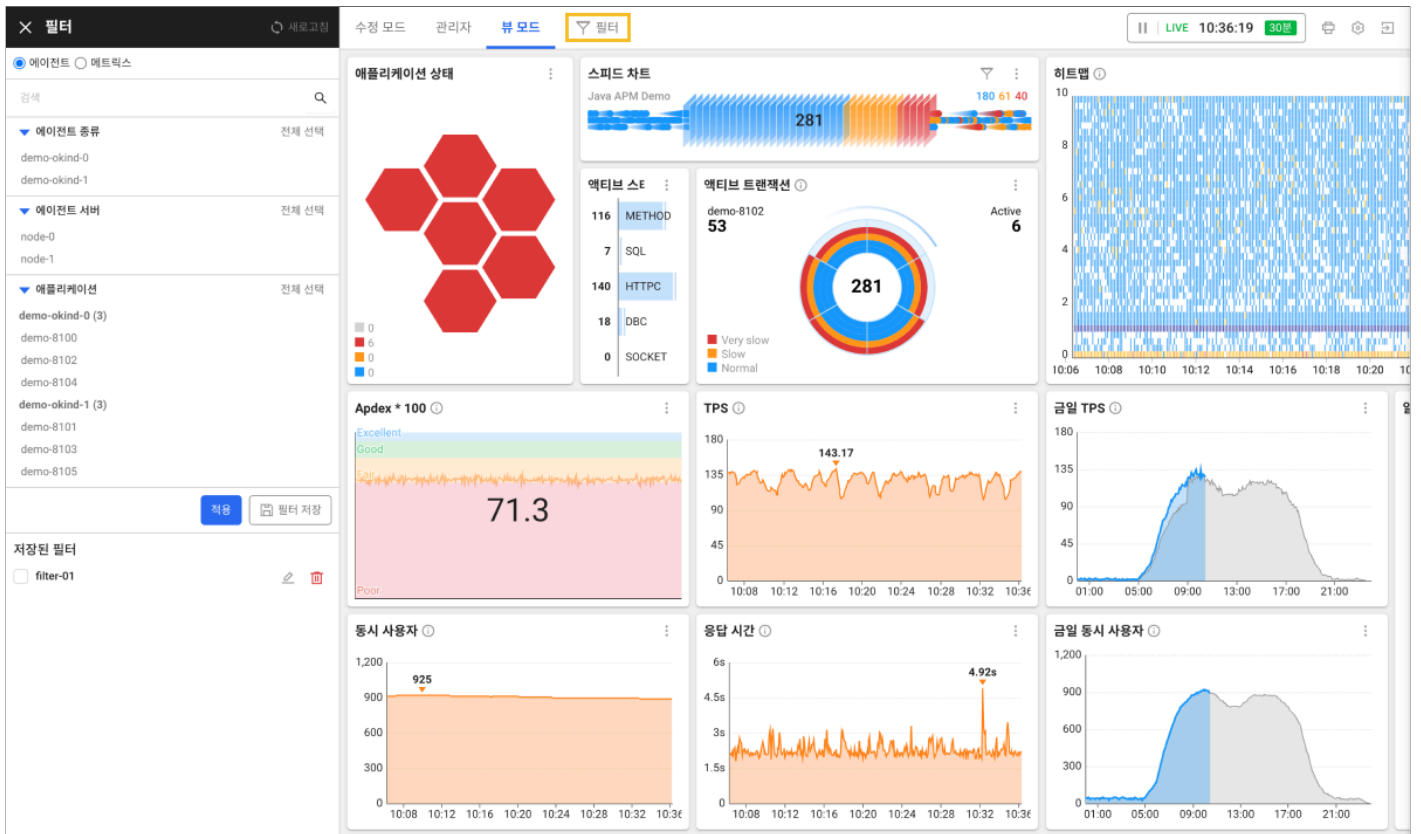 필터
새로고침
에이전트
메트릭스
검색
에이전트 종류
전체 선택
demo-okind-0
demo-okind-1
에이전트 서버
전체 선택
node-0
node-1
애플리케이션
전체 선택
demo-okind-0 (3)
demo-8100
demo-8102
demo-8104
demo-okind-1 (3)
demo-8101
demo-8103
demo-8105
적용
필터 저장
저장된 필터
filter-01
수정 모드
관리자
뷰 모드
필터
LIVE
10:36:19
30분
애플리케이션 상태
0
6
0
0
스피드 차트
Java APM Demo
180 61 40
281
액티브 스
116 METHOD
7 SQL
140 HTTPC
18 DBC
0 SOCKET
액티브 트랜잭션
demo-8102
53
Active
6
281
Very slow
Slow
Normal
히트맵
10
8
6
4
2
0
10:06 10:08 10:10 10:12 10:14 10:16 10:18 10:20 10
Apdex * 100
Excellent
Good
Fair
71.3
Poor
TPS
180
135
90
45
0
143.17
10:08 10:12 10:16 10:20 10:24 10:28 10:32 10:36
금일 TPS
180
135
90
45
0
01:00 05:00 09:00 13:00 17:00 21:00
동시 사용자
1,200
900
600
300
0
925
10:08 10:12 10:16 10:20 10:24 10:28 10:32 10:36
응답 시간
6s
4.5s
3s
1.5s
0
4.92s
10:08 10:12 10:16 10:20 10:24 10:28 10:32 10:36
금일 동시 사용자
1,200
900
600
300
0
01:00 05:00 09:00 13:00 17:00 21:00